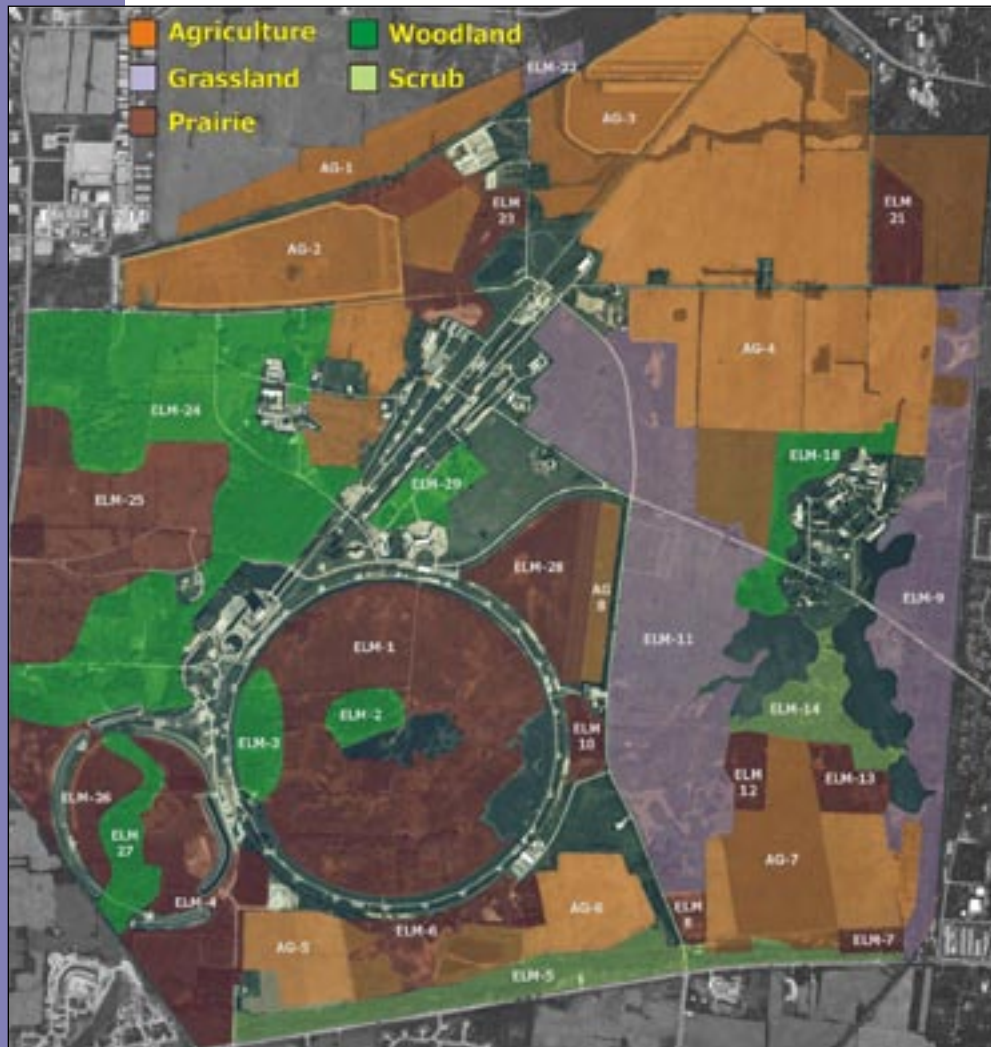 Agriculture
Woodland
Grassland
Scrub
Prairie
ELM-22
AG-3
AG-1
ELM
23
ELM
21
AG-2
AG-4
ELM-24
ELM-18
ELM-25
ELM-29
ELM-28
AG
8
ELM-9
ELM-11
ELM-1
ELM-2
ELM-14
ELM-3
ELM
10
ELM
12
ELM-13
ELM-26
ELM
27
AG-7
ELM-4
AG-6
ELM
8
ELM-6
AG-5
ELM-7
ELM-5